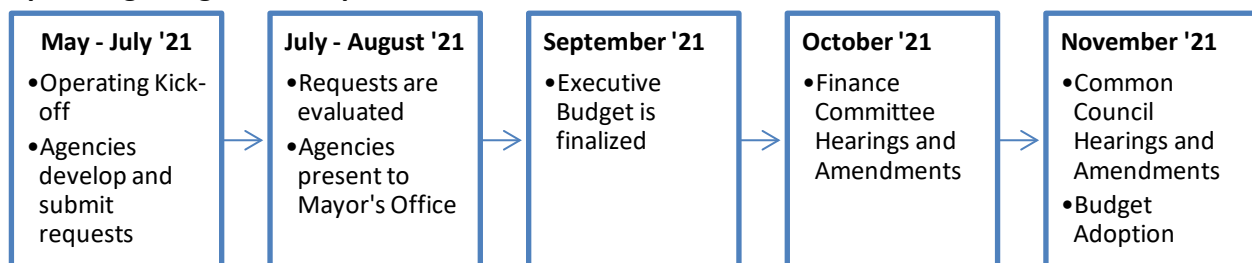 May - July '21
•Operating Kick-
off
•Agencies
develop and
submit
requests
July - August '21
•Requests are
evaluated
•Agencies
present to
Mayor's Office
September '21
•Executive
Budget is
finalized
October '21
•Finance
Committee
Hearings and
Amendments
November '21
•Common
Council
Hearings and
Amendments
•Budget
Adoption